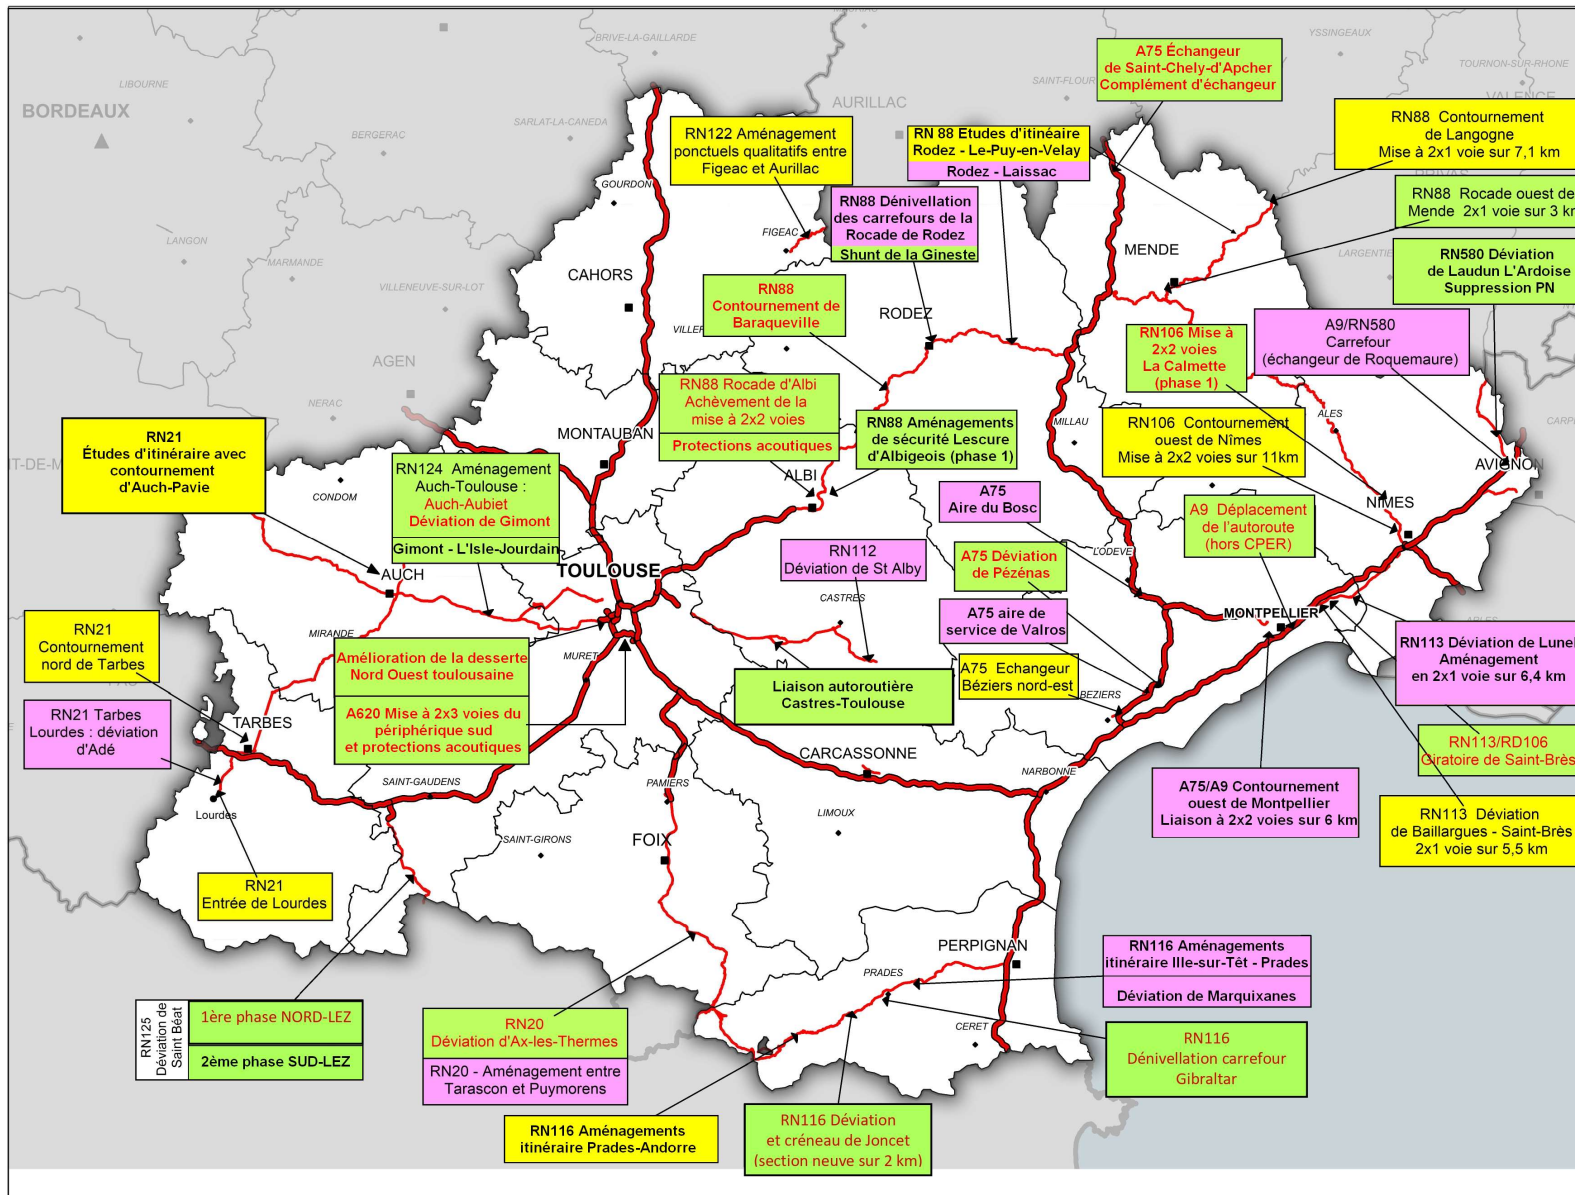 BRIVE-LA-GAILLARDE
YSSINGEAUX
TOURNON-SUR-RHONE
VALENCE
LIBOURNE
BORDEAUX
BERGERAC
SARLAT-LA-CANEDA
AURILLAC
SAINT-FLOUR
PRIVAS
LANGON
MARMANDE
VILLENEUVE-SUR-LOT
AGEN
NERAC
A75 Échangeur
de Saint-Chely-d'Apcher
Complément d'échangeur
RN88 Contournement
de Langogne
Mise à 2x1 voie sur 7,1 km
RN122 Aménagement
ponctuels qualitatifs entre
Figeac et Aurillac
RN 88 Etudes d'itinéaire
Rodez - Le-Puy-en-Velay
Rodez - Laissac
RN88 Rocade ouest de
Mende 2x1 voie sur 3 km
RN88 Dénivellation
des carrefours de la
Rocade de Rodez
Shunt de la Gineste
RN580 Déviation
de Laudun L'Ardoise
Suppression PN
GOURDON
FIGEAC
CAHORS
MENDE
RODEZ
RN88
Contournement de
Baraqueville
A9/RN580
Carrefour
(échangeur de Roquemaure)
RN106 Mise à
2x2 voies
La Calmette
(phase 1)
RN88 Rocade d'Albi
Achèvement de la
mise à 2x2 voies
Protections acoutiques
RN88 Aménagements
de sécurité Lescure
d'Albigeois (phase 1)
MILLAU
ALES
RN106 Contournement
ouest de Nîmes
Mise à 2x2 voies sur 11km
AVIGNON
RN21
Études d'itinéraire avec
contournement
d'Auch-Pavie
MONTAUBAN
CONDOM
RN124 Aménagement
Auch-Toulouse :
Auch-Aubiet
Déviation de Gimont
Gimont - L'Isle-Jourdain
ALBI
A75
Aire du Bosc
NIMES
A9 Déplacement
de l'autoroute
(hors CPER)
LODEVE
AUCH
TOULOUSE
RN112
Déviation de St Alby
A75 Déviation
de Pézénas
CASTRES
MONTPELLIER
ARLES
A75 aire de
service de Valros
RN21
Contournement
nord de Tarbes
MIRANDE
MURET
Amélioration de la desserte
Nord Ouest toulousaine
A620 Mise à 2x3 voies du
périphérique sud
et protections acoutiques
Liaison autoroutière
Castres-Toulouse
A75 Echangeur
Béziers nord-est
BEZIERS
RN113 Déviation de Lunel
Aménagement
en 2x1 voie sur 6,4 km
RN21 Tarbes
Lourdes : déviation
d'Adé
TARBES
RN113/RD106
Giratoire de Saint-Brès
CARCASSONNE
NARBONNE
A75/A9 Contournement
ouest de Montpellier
Liaison à 2x2 voies sur 6 km
SAINT-GAUDENS
PAMIERS
Lourdes
LIMOUX
RN113 Déviation
de Baillargues - Saint-Brès
2x1 voie sur 5,5 km
SAINT-GIRONS
FOIX
RN21
Entrée de Lourdes
PERPIGNAN
PRADES
RN116 Aménagements
itinéraire Ille-sur-Têt - Prades
Déviation de Marquixanes
RN125
Déviation de
Saint Béat
1ère phase NORD-LEZ
2ème phase SUD-LEZ
RN20
Déviation d'Ax-les-Thermes
RN20 - Aménagement entre
Tarascon et Puymorens
CERET
RN116
Dénivellation carrefour
Gibraltar
RN116 Aménagements
itinéraire Prades-Andorre
RN116 Déviation
et créneau de Joncet
(section neuve sur 2 km)